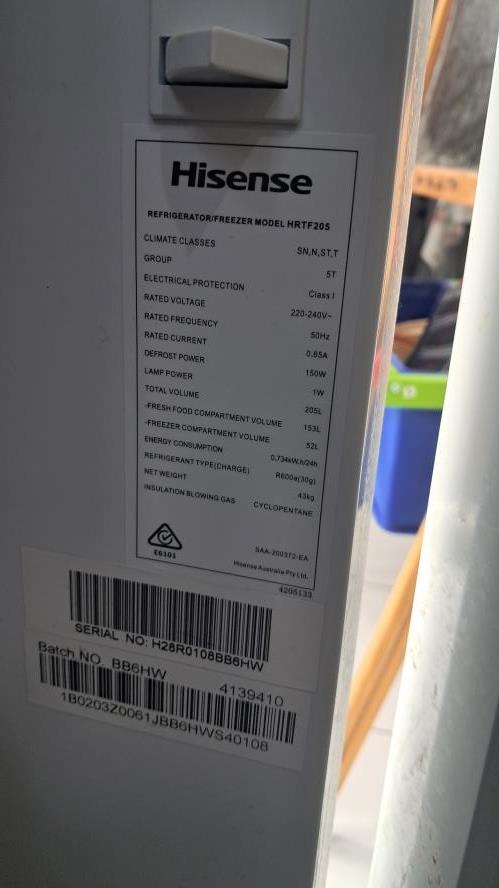 Hisense
REFRIGERATOR/FREEZER MODEL HRTF205
CLIMATE CLASSES SN,N,ST,T
GROUP 5T
ELECTRICAL PROTECTION Class I
RATED VOLTAGE 220-240V~
RATED FREQUENCY 50Hz
RATED CURRENT 0.65A
DEFROST POWER 150W
LAMP POWER 1W
TOTAL VOLUME 205L
-FRESH FOOD COMPARTMENT VOLUME 153L
-FREEZER COMPARTMENT VOLUME 52L
ENERGY CONSUMPTION 0.734kW.h/24h
REFRIGERANT TYPE(CHARGE) R600a(30g)
NET WEIGHT 43kg
INSULATION BLOWING GAS CYCLOPENTANE
E6101
SAA-200372-EA
Hisense Australia Pty Ltd.
4205133
SERIAL NO: H28R0108BB6HW
Batch NO. BB6HW 4139410
1B0203Z0061JBB6HWS40108